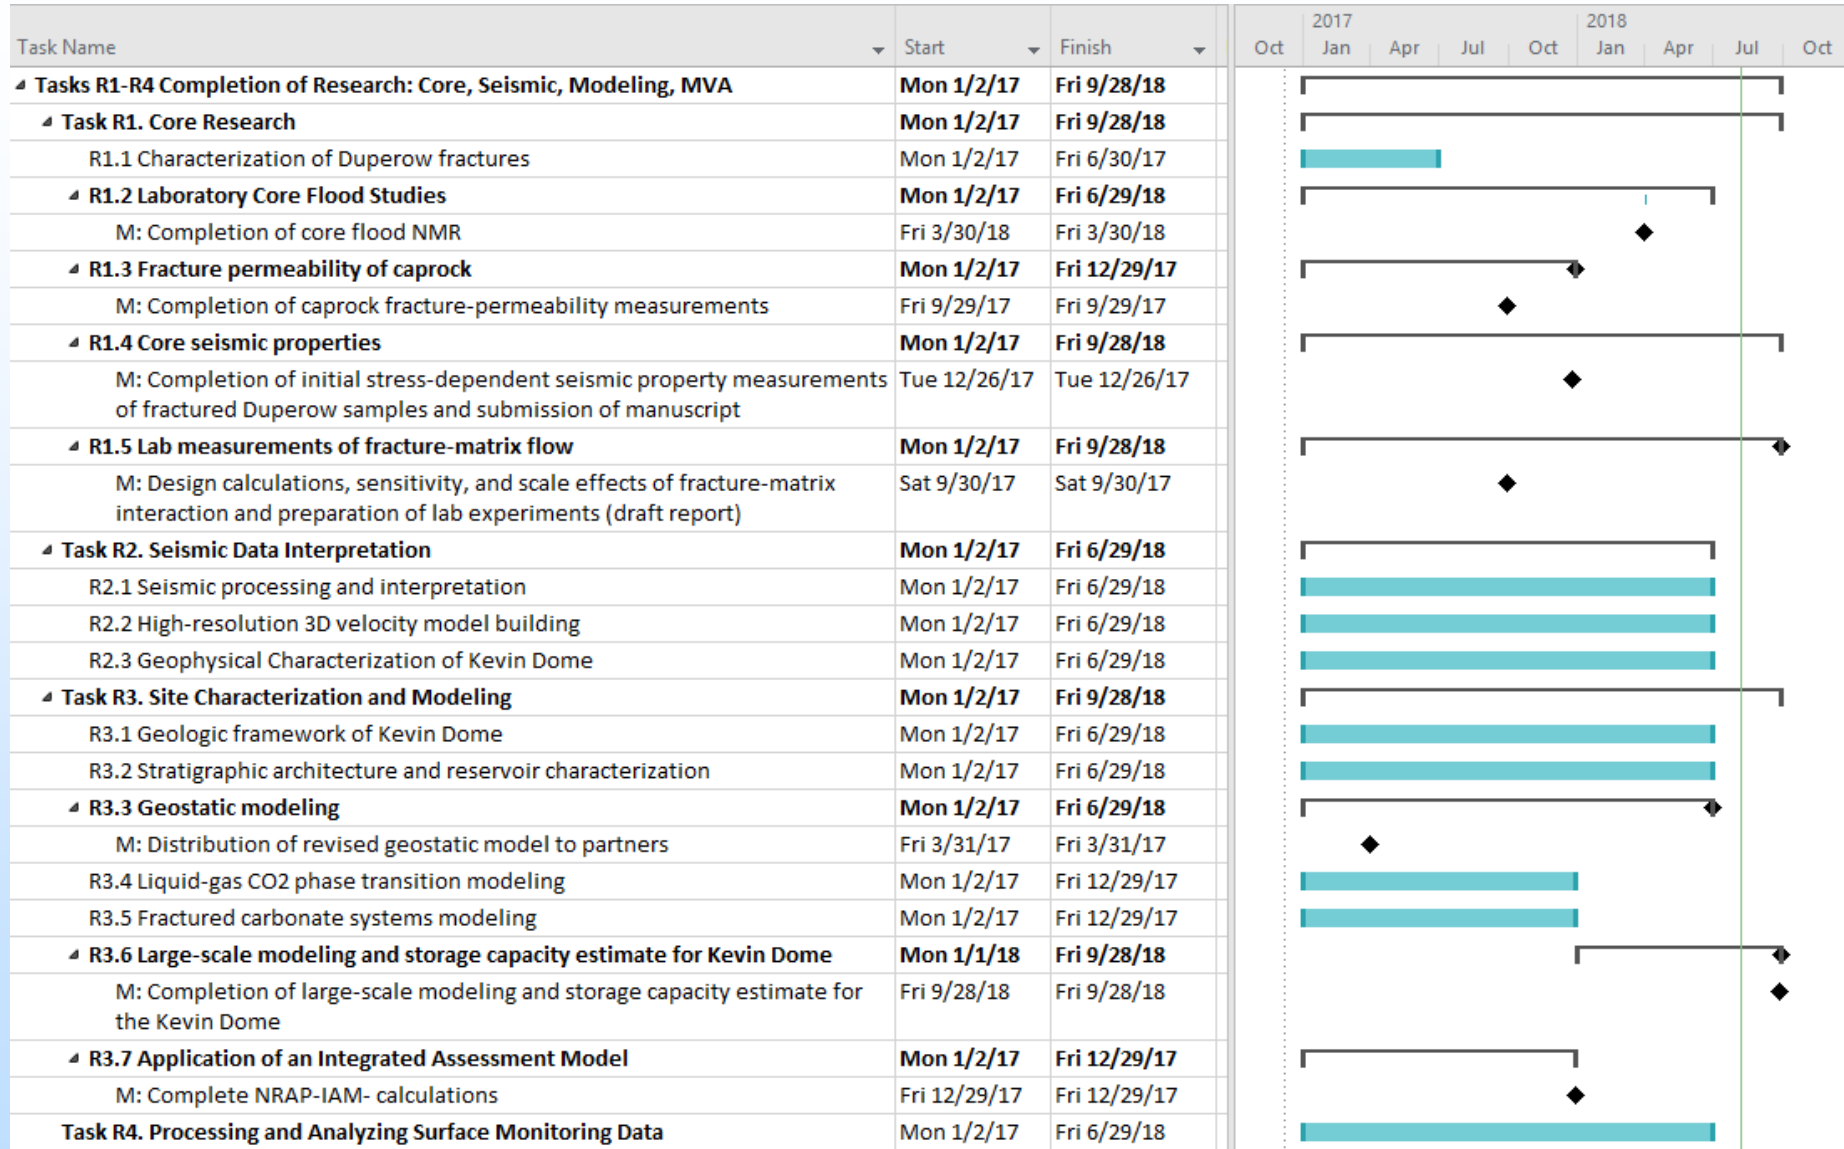 2017 2018
Task Name Start Finish Oct Jan Apr Jul Oct Jan Apr Jul Oct
Tasks R1-R4 Completion of Research: Core, Seismic, Modeling, MVA Mon 1/2/17 Fri 9/28/18
Task R1. Core Research Mon 1/2/17 Fri 9/28/18
R1.1 Characterization of Duperow fractures Mon 1/2/17 Fri 6/30/17
R1.2 Laboratory Core Flood Studies Mon 1/2/17 Fri 6/29/18
M: Completion of core flood NMR Fri 3/30/18 Fri 3/30/18
R1.3 Fracture permeability of caprock Mon 1/2/17 Fri 12/29/17
M: Completion of caprock fracture-permeability measurements Fri 9/29/17 Fri 9/29/17
R1.4 Core seismic properties Mon 1/2/17 Fri 9/28/18
M: Completion of initial stress-dependent seismic property measurements Tue 12/26/17 Tue 12/26/17
of fractured Duperow samples and submission of manuscript
R1.5 Lab measurements of fracture-matrix flow Mon 1/2/17 Fri 9/28/18
M: Design calculations, sensitivity, and scale effects of fracture-matrix Sat 9/30/17 Sat 9/30/17
interaction and preparation of lab experiments (draft report)
Task R2. Seismic Data Interpretation Mon 1/2/17 Fri 6/29/18
R2.1 Seismic processing and interpretation Mon 1/2/17 Fri 6/29/18
R2.2 High-resolution 3D velocity model building Mon 1/2/17 Fri 6/29/18
R2.3 Geophysical Characterization of Kevin Dome Mon 1/2/17 Fri 6/29/18
Task R3. Site Characterization and Modeling Mon 1/2/17 Fri 9/28/18
R3.1 Geologic framework of Kevin Dome Mon 1/2/17 Fri 6/29/18
R3.2 Stratigraphic architecture and reservoir characterization Mon 1/2/17 Fri 6/29/18
R3.3 Geostatic modeling Mon 1/2/17 Fri 6/29/18
M: Distribution of revised geostatic model to partners Fri 3/31/17 Fri 3/31/17
R3.4 Liquid-gas CO2 phase transition modeling Mon 1/2/17 Fri 12/29/17
R3.5 Fractured carbonate systems modeling Mon 1/2/17 Fri 12/29/17
R3.6 Large-scale modeling and storage capacity estimate for Kevin Dome Mon 1/1/18 Fri 9/28/18
M: Completion of large-scale modeling and storage capacity estimate for Fri 9/28/18 Fri 9/28/18
the Kevin Dome
R3.7 Application of an Integrated Assessment Model Mon 1/2/17 Fri 12/29/17
M: Complete NRAP-IAM- calculations Fri 12/29/17 Fri 12/29/17
Task R4. Processing and Analyzing Surface Monitoring Data Mon 1/2/17 Fri 6/29/18